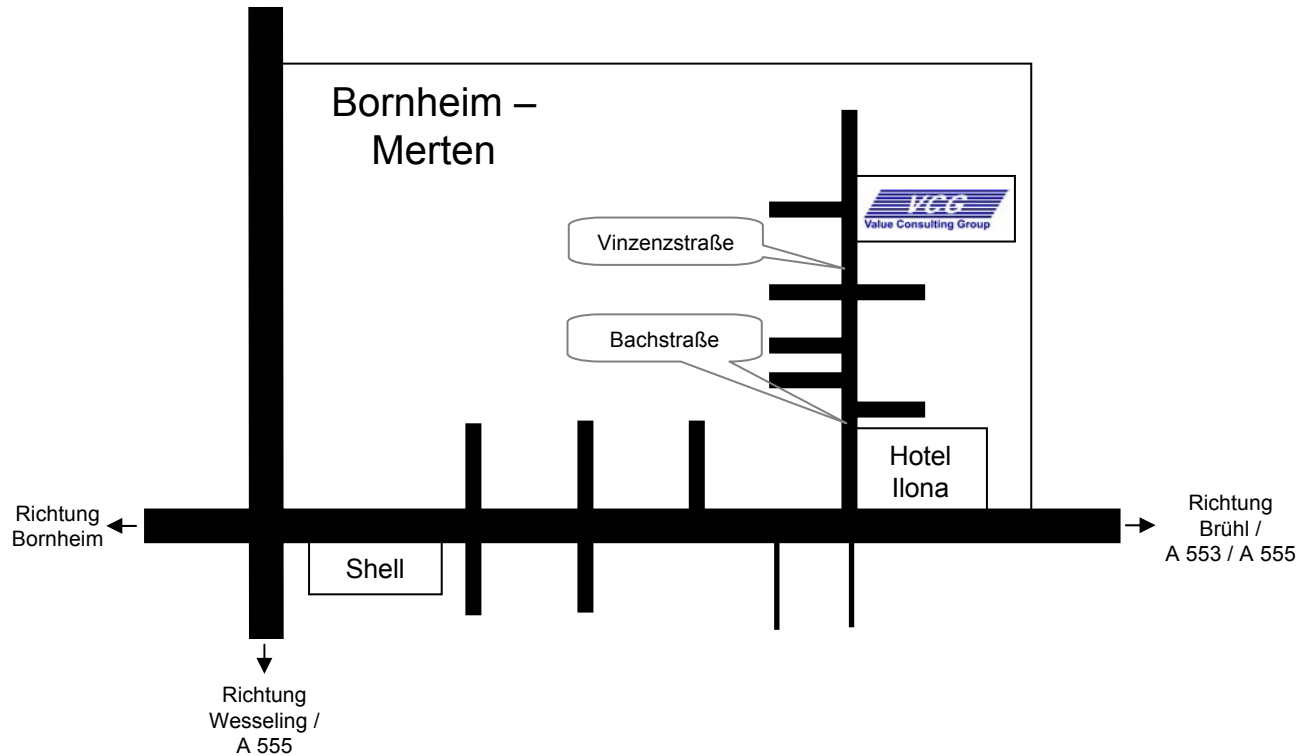 Bornheim –
Merten
VCG
Value Consulting Group
Vinzenzstraße
Bachstraße
Hotel
Ilona
Richtung
Bornheim
Richtung
Brühl /
A 553 / A 555
Shell
Richtung
Wesseling /
A 555